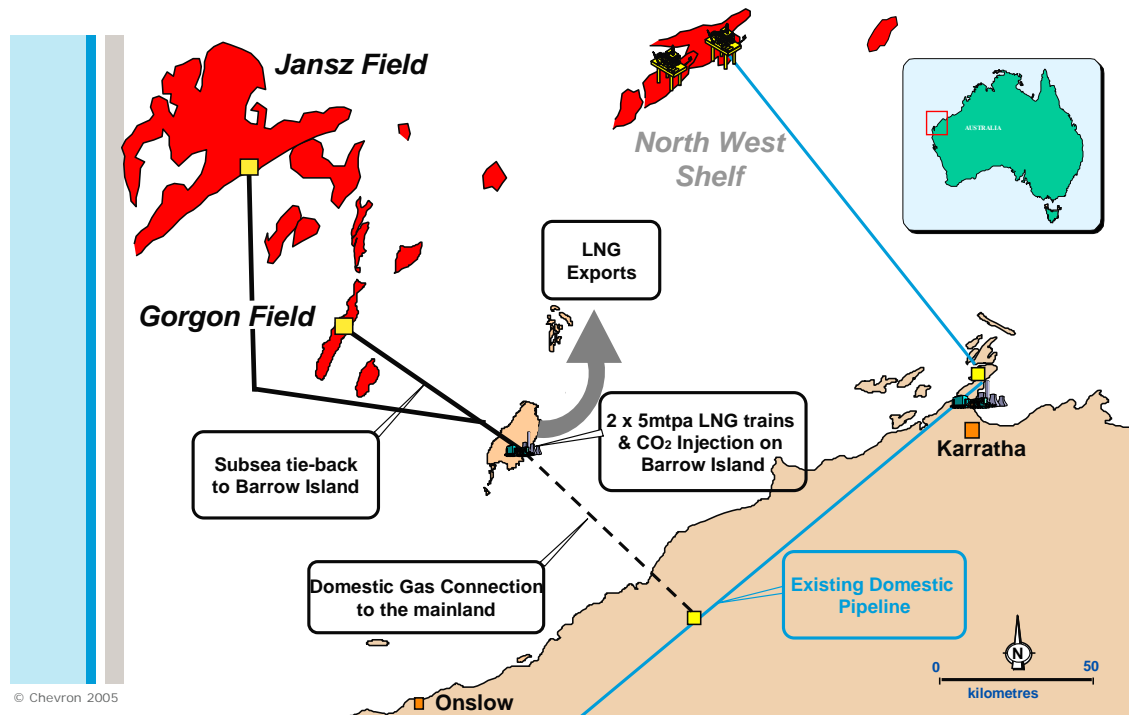 Jansz Field
North West
Shelf
AUSTRALIA
LNG
Exports
Gorgon Field
2 x 5mtpa LNG trains
& CO₂ Injection on
Barrow Island
Karratha
Subsea tie-back
to Barrow Island
Domestic Gas Connection
to the mainland
Existing Domestic
Pipeline
N
0
50
kilometres
Onslow
© Chevron 2005